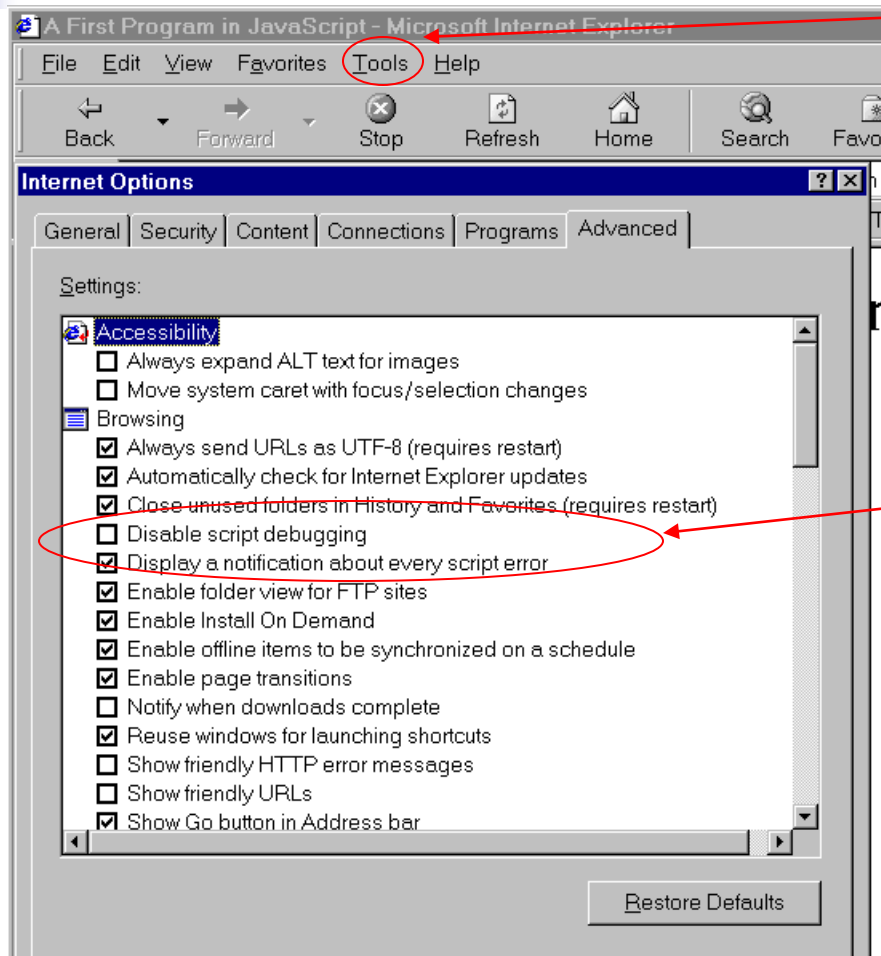 A First Program in JavaScript - Microsoft Internet Explorer
File Edit View Favorites Tools Help
Back Forward Stop Refresh Home Search Favo
Internet Options
General Security Content Connections Programs Advanced
Settings:
Accessibility
Always expand ALT text for images
Move system caret with focus/selection changes
Browsing
Always send URLs as UTF-8 (requires restart)
Automatically check for Internet Explorer updates
Close unused folders in History and Favorites (requires restart)
Disable script debugging
Display a notification about every script error
Enable folder view for FTP sites
Enable Install On Demand
Enable offline items to be synchronized on a schedule
Enable page transitions
Notify when downloads complete
Reuse windows for launching shortcuts
Show friendly HTTP error messages
Show friendly URLs
Show Go button in Address bar
Restore Defaults